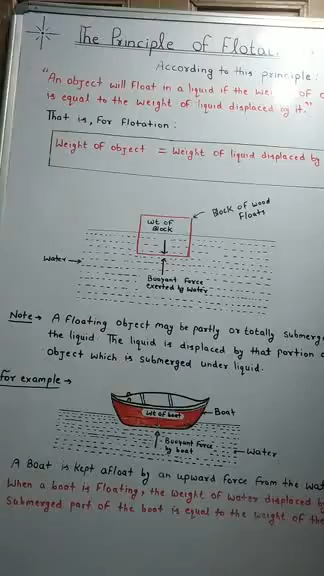 The Principle of Flotat
According to this principle:
"An object will float in a liquid if the wei of o
is equal to the weight of liquid displaced by it."
That is, for flotation:
Weight of object = Weight of liquid displaced by
Block of wood
floats
Wt of
Block
Water
Buoyant force
exerted by water
Note → A floating object may be partly or totally submerg
the liquid. The liquid is displaced by that portion o
object which is submerged under liquid.
For example →
Wt of boat
Boat
Buoyant force
by boat
Water
A Boat is kept afloat by an upward force from the wat
When a boat is floating, the weight of water displaced by
submerged part of the boat is equal to the weight of the